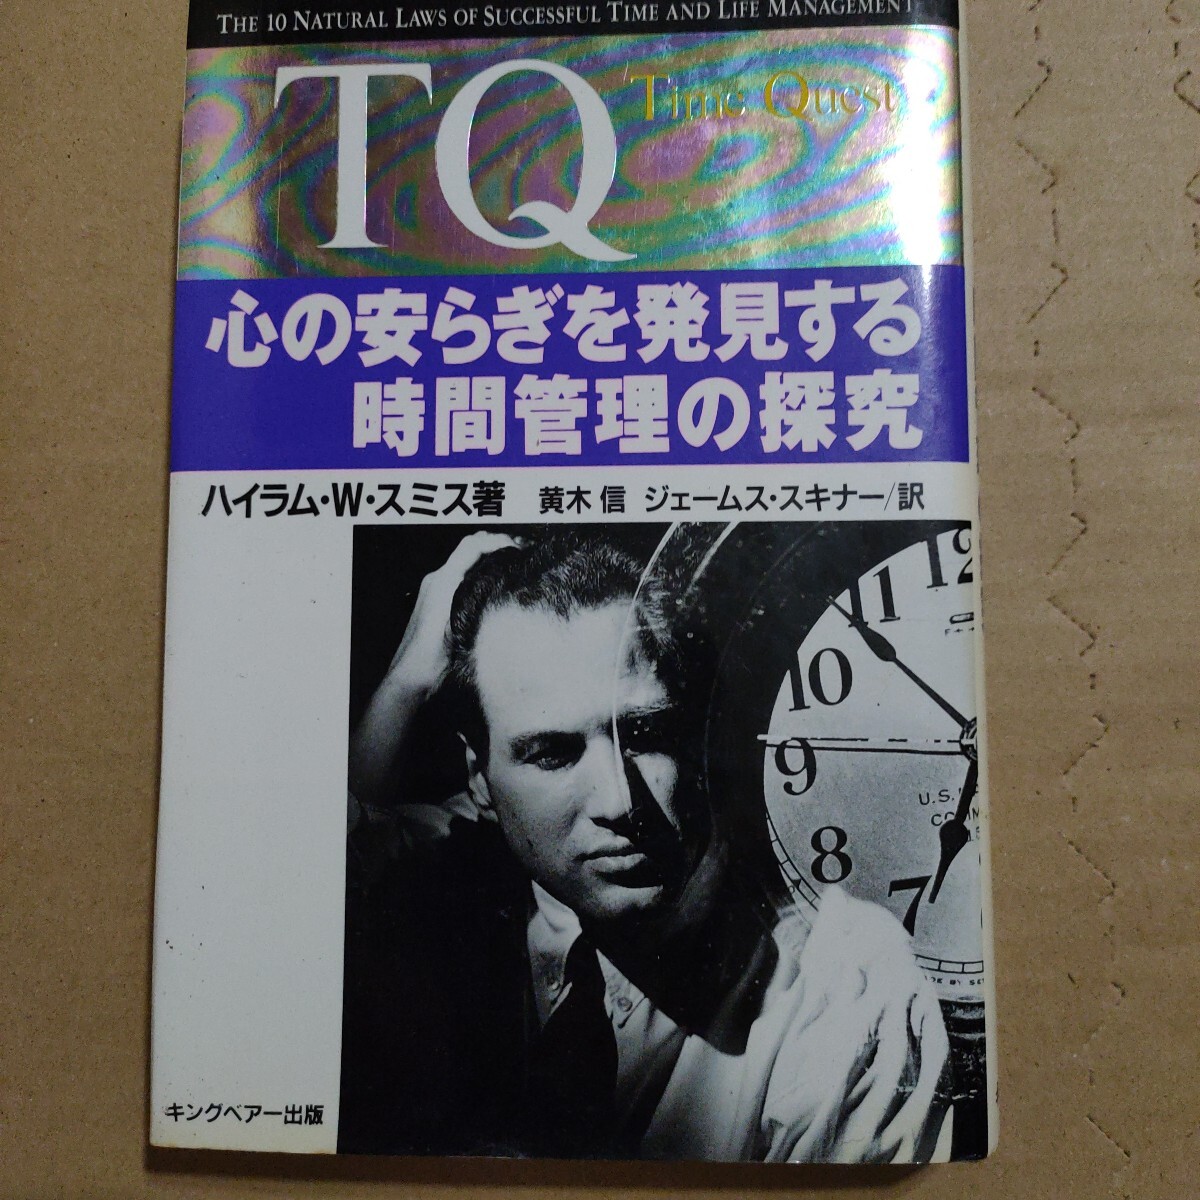 THE 10 NATURAL LAWS OF SUCCESSFUL TIME AND LIFE MANAGEMENT
TQ
Time Quest
心の安らぎを発見する
時間管理の探究
ハイラム・W・スミス著 黄木 信 ジェームス・スキナー/訳
12
11
10
9
8
7
U.S.
キングベアー出版